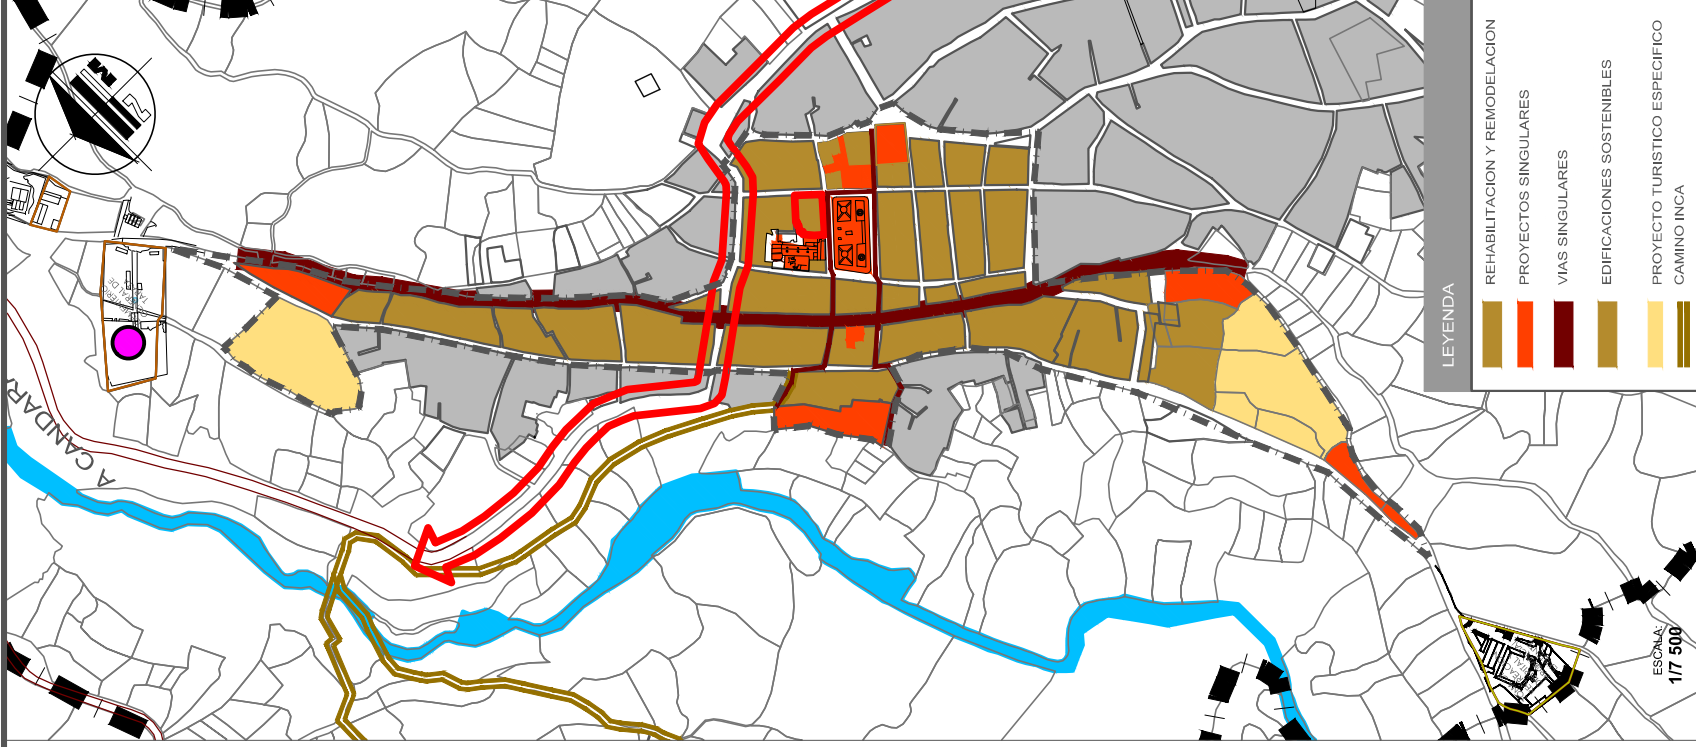 LEYENDA
REHABILITACION Y REMODELACION
PROYECTOS SINGULARES
VIAS SINGULARES
EDIFICACIONES SOSTENIBLES
PROYECTO TURISTICO ESPECIFICO
CAMINO INCA
A CANDAR
ESCALA:
1/7 500